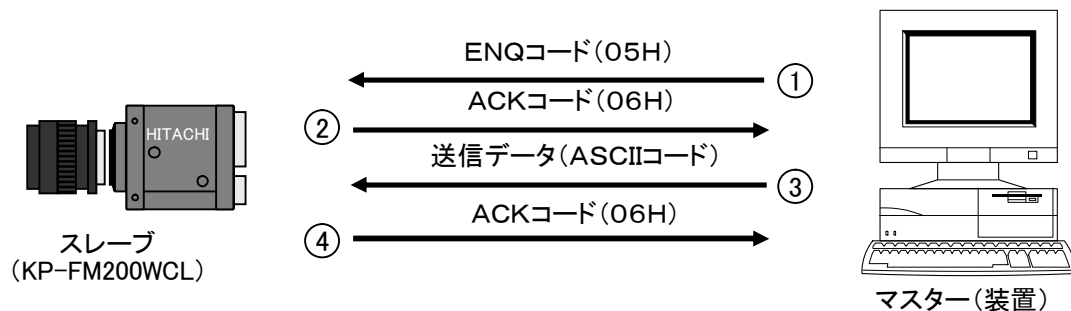 ENQコード(05H)
①
ACKコード(06H)
②
HITACHI
送信データ(ASCIIコード)
③
ACKコード(06H)
④
スレーブ
(KP-FM200WCL)
マスター(装置)